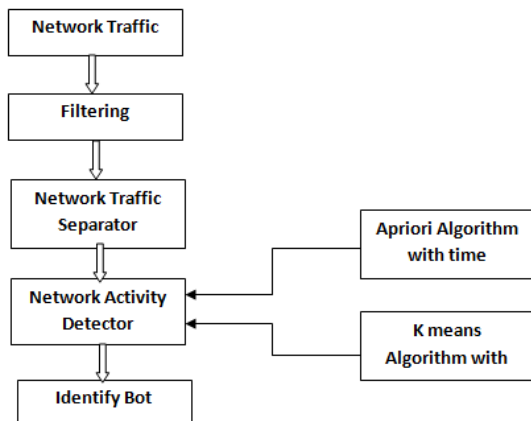 Network Traffic
Filtering
Network Traffic
Separator
Network Activity
Detector
Identify Bot
Apriori Algorithm
with time
K means
Algorithm with